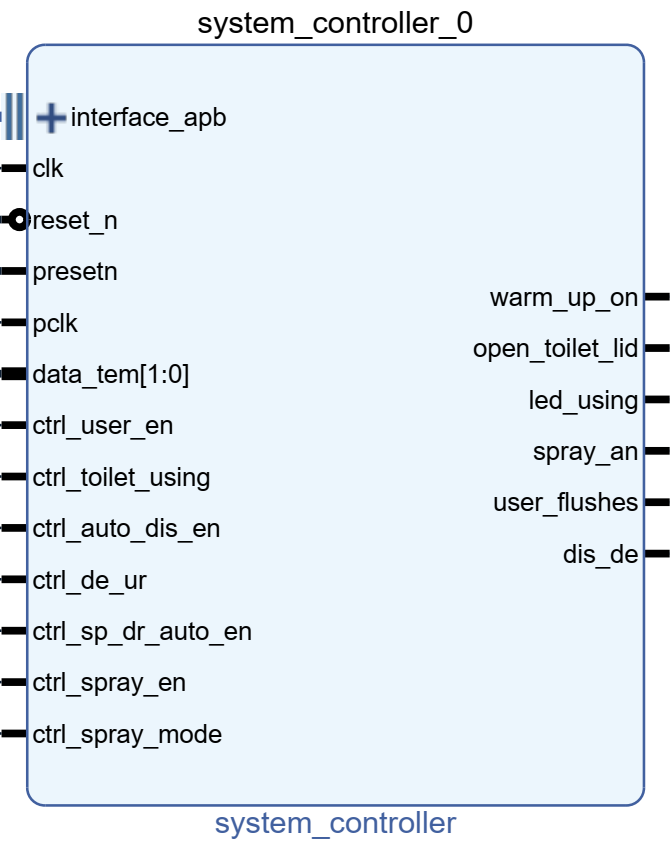 system_controller_0
interface_apb
clk
reset_n
presetn
pclk
data_tem[1:0]
ctrl_user_en
ctrl_toilet_using
ctrl_auto_dis_en
ctrl_de_ur
ctrl_sp_dr_auto_en
ctrl_spray_en
ctrl_spray_mode
warm_up_on
open_toilet_lid
led_using
spray_an
user_flushes
dis_de
system_controller